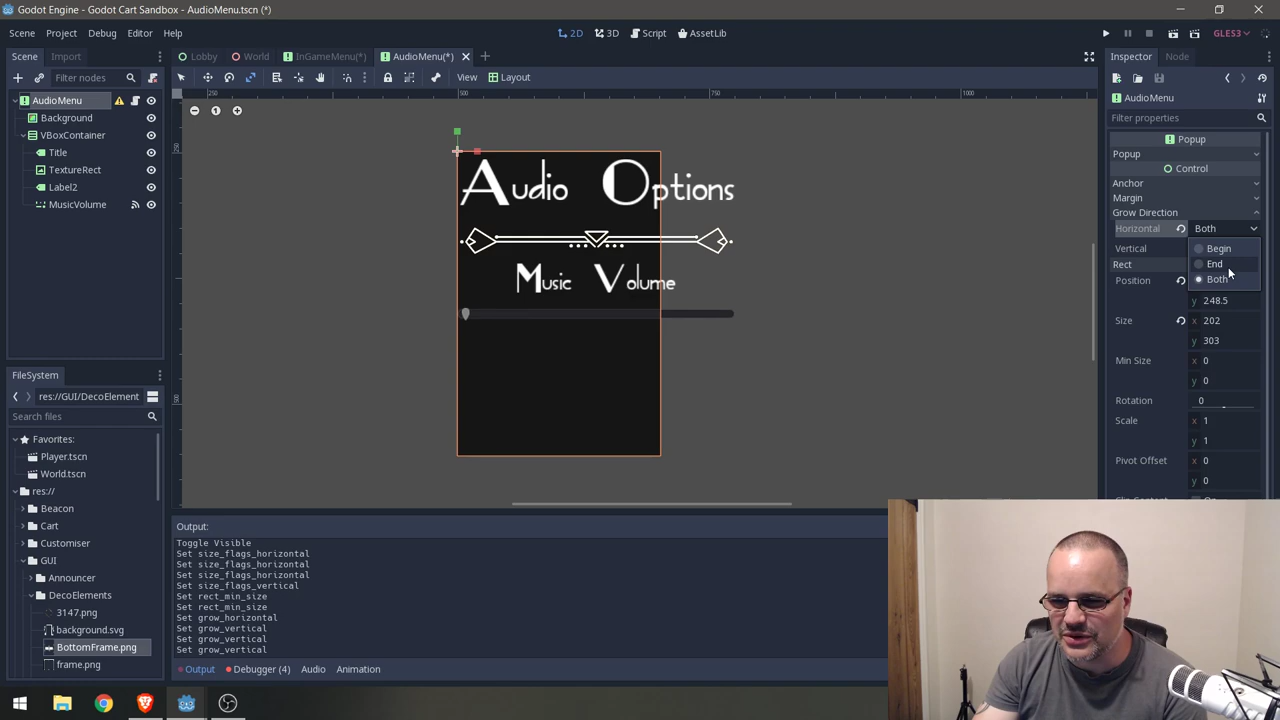 Godot Engine - Godot Cart Sandbox - AudioMenu.tscn (*)
Scene Project Debug Editor Help
2D 3D Script AssetLib
GLES3
Scene Import
Filter nodes
AudioMenu
Background
VBoxContainer
Title
TextureRect
Label2
MusicVolume
FileSystem
res://GUI/DecoElement
Search files
Favorites:
Player.tscn
World.tscn
res://
Beacon
Cart
Customiser
GUI
Announcer
DecoElements
3147.png
background.svg
BottomFrame.png
frame.png
Lobby World InGameMenu(*) AudioMenu(*)
View Layout
250 500 750 1000
Audio Options
Music Volume
Output:
Toggle Visible
Set size_flags_horizontal
Set size_flags_horizontal
Set size_flags_horizontal
Set size_flags_vertical
Set rect_min_size
Set rect_min_size
Set grow_horizontal
Set grow_vertical
Set grow_vertical
Set grow_vertical
Output Debugger (4) Audio Animation
Inspector Node
AudioMenu
Filter properties
Popup
Popup
Control
Anchor
Margin
Grow Direction
Horizontal Both
Vertical
Begin
End
Both
Rect
Position
y 248.5
Size x 202
y 303
Min Size x 0
y 0
Rotation 0
Scale x 1
y 1
Pivot Offset x 0
y 0